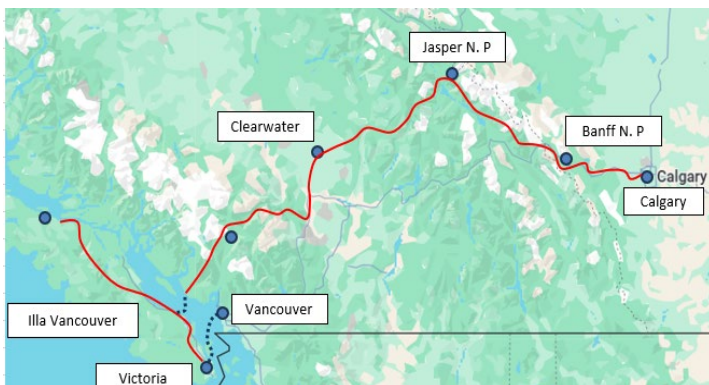 Jasper N. P
Clearwater
Banff N. P
Calgary
Calgary
Vancouver
Illa Vancouver
Victoria